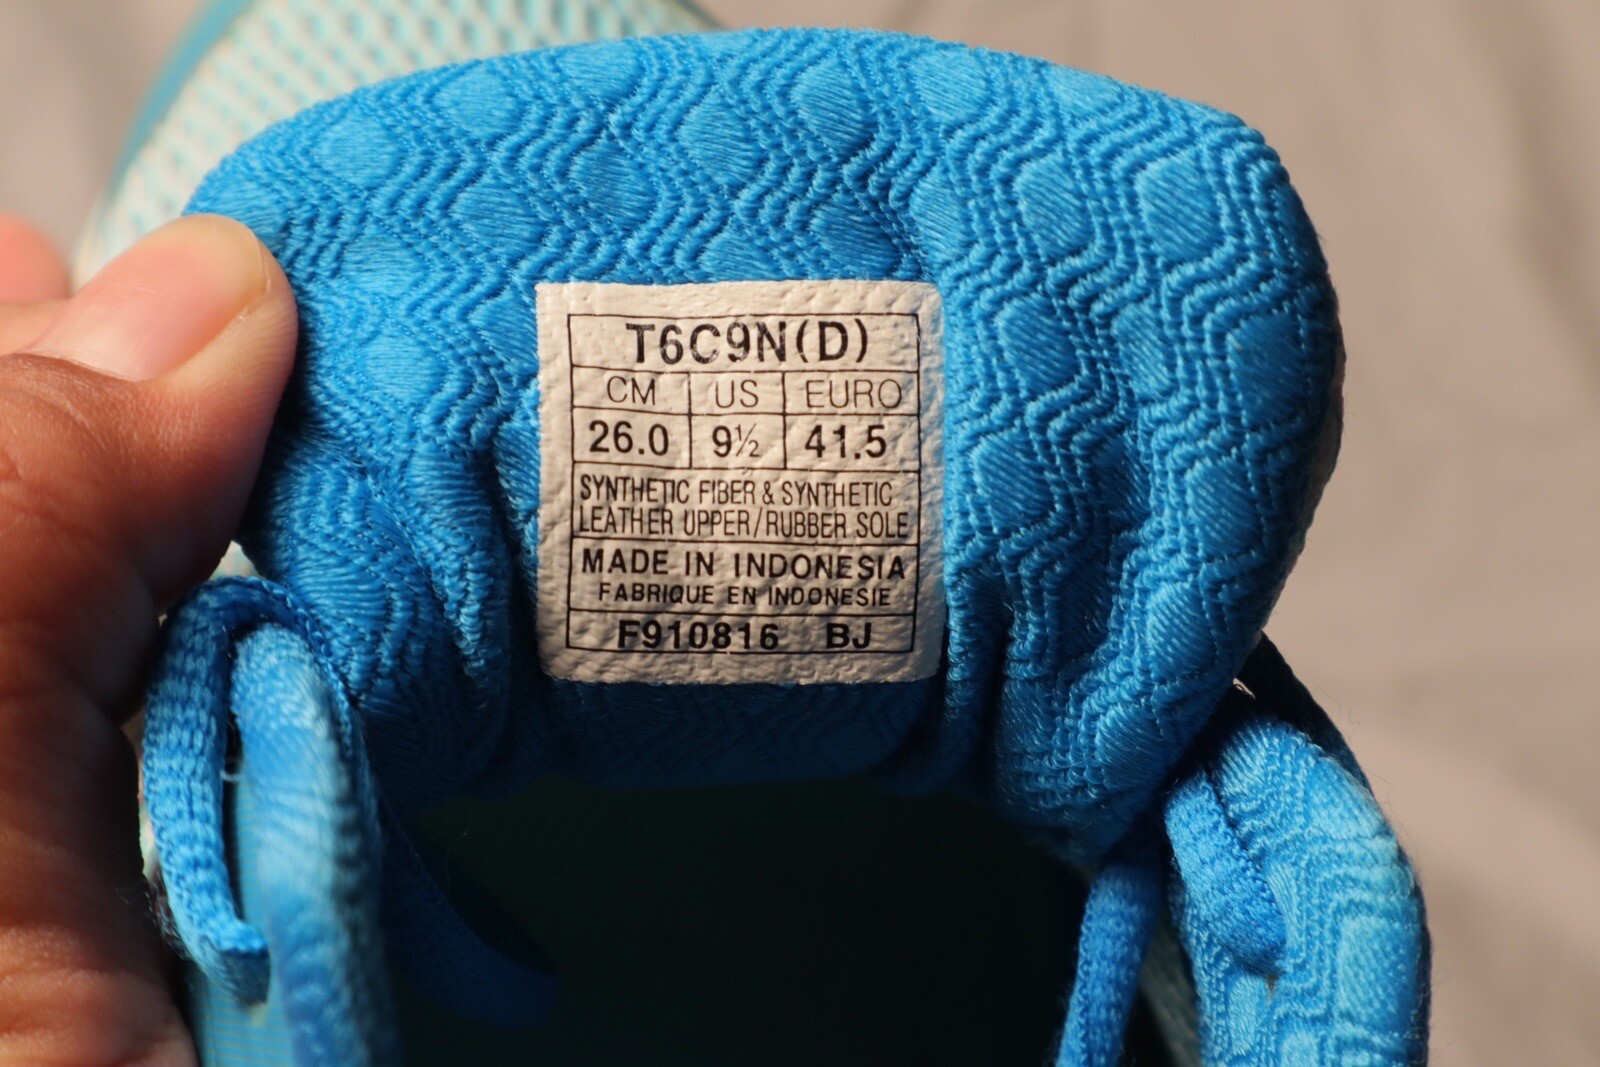 T6C9N(D)
CM US EURO
26.0 9½ 41.5
SYNTHETIC FIBER & SYNTHETIC
LEATHER UPPER/RUBBER SOLE
MADE IN INDONESIA
FABRIQUE EN INDONESIE
F910816 BJ